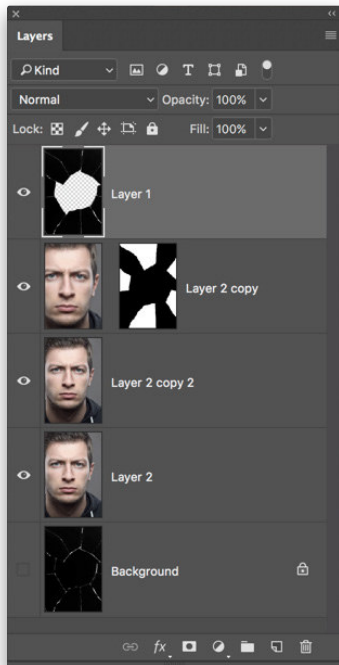 Layers
Kind
Normal Opacity: 100%
Lock: Fill: 100%
Layer 1
Layer 2 copy
Layer 2 copy 2
Layer 2
Background
fx